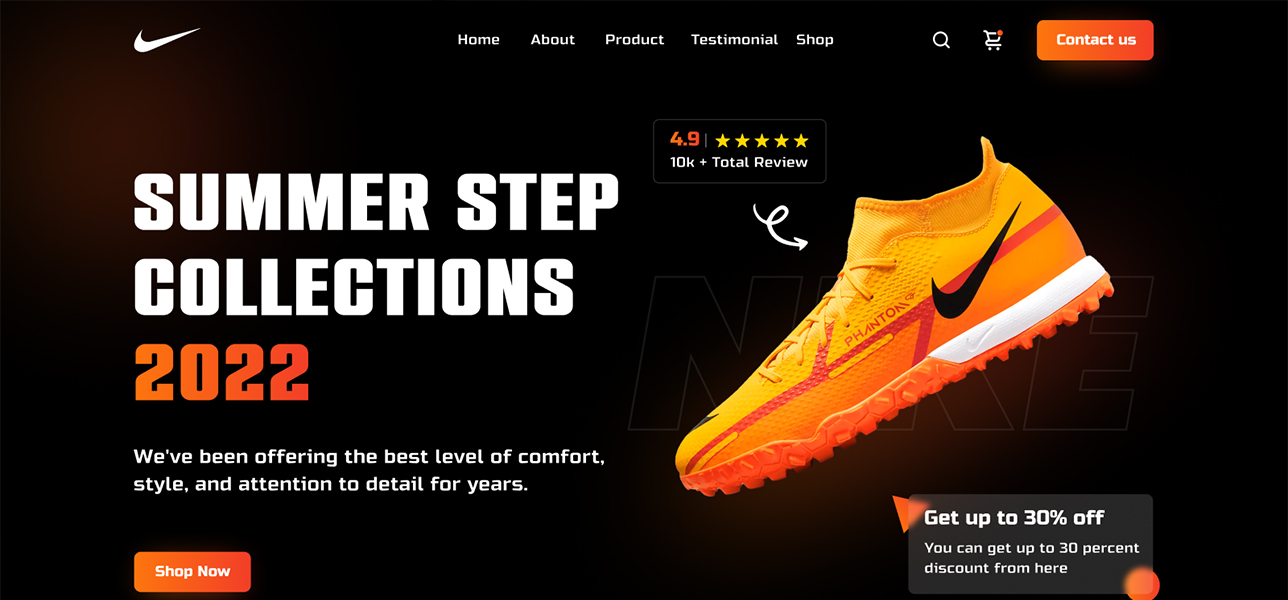 Home About Product Testimonial Shop Contact us
4.9
10k + Total Review
SUMMER STEP
COLLECTIONS
2022
We've been offering the best level of comfort,
style, and attention to detail for years.
Shop Now
NIKE
PHANTOM GT
Get up to 30% off
You can get up to 30 percent
discount from here